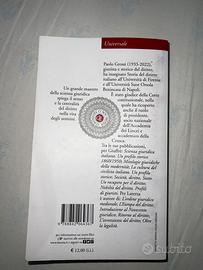 Universale
Paolo Grossi (1933-2022),
giurista e storico del diritto,
ha insegnato Storia del diritto
italiano all'Università di Firenze
e all'Università Suor Orsola
Benincasa di Napoli.
È stato giudice della Corte
costituzionale, nella quale
ha ricoperto
anche il ruolo
di presidente,
socio nazionale
dell'Accademia
dei Lincei e
accademico della
Crusca.
Un grande maestro
della scienza giuridica
spiega il senso
e la centralità
del diritto
nella vita
degli uomini.
Tra le sue pubblicazioni,
per Giuffrè: Scienza giuridica
italiana. Un profilo storico
1860/1950; Mitologie giuridiche
della modernità; La cultura del
civilista italiano. Un profilo
storico; Società, diritto, Stato.
Un recupero per il diritto;
Nobiltà del diritto. Profili di
giuristi. Per Laterza
è autore di: L'ordine giuridico
medievale; L'Europa del diritto;
Introduzione al Novecento
giuridico; Ritorno al diritto;
L'invenzione del diritto; Oltre
la legalità.
€ 12,00 (i.i.)
Subito.it